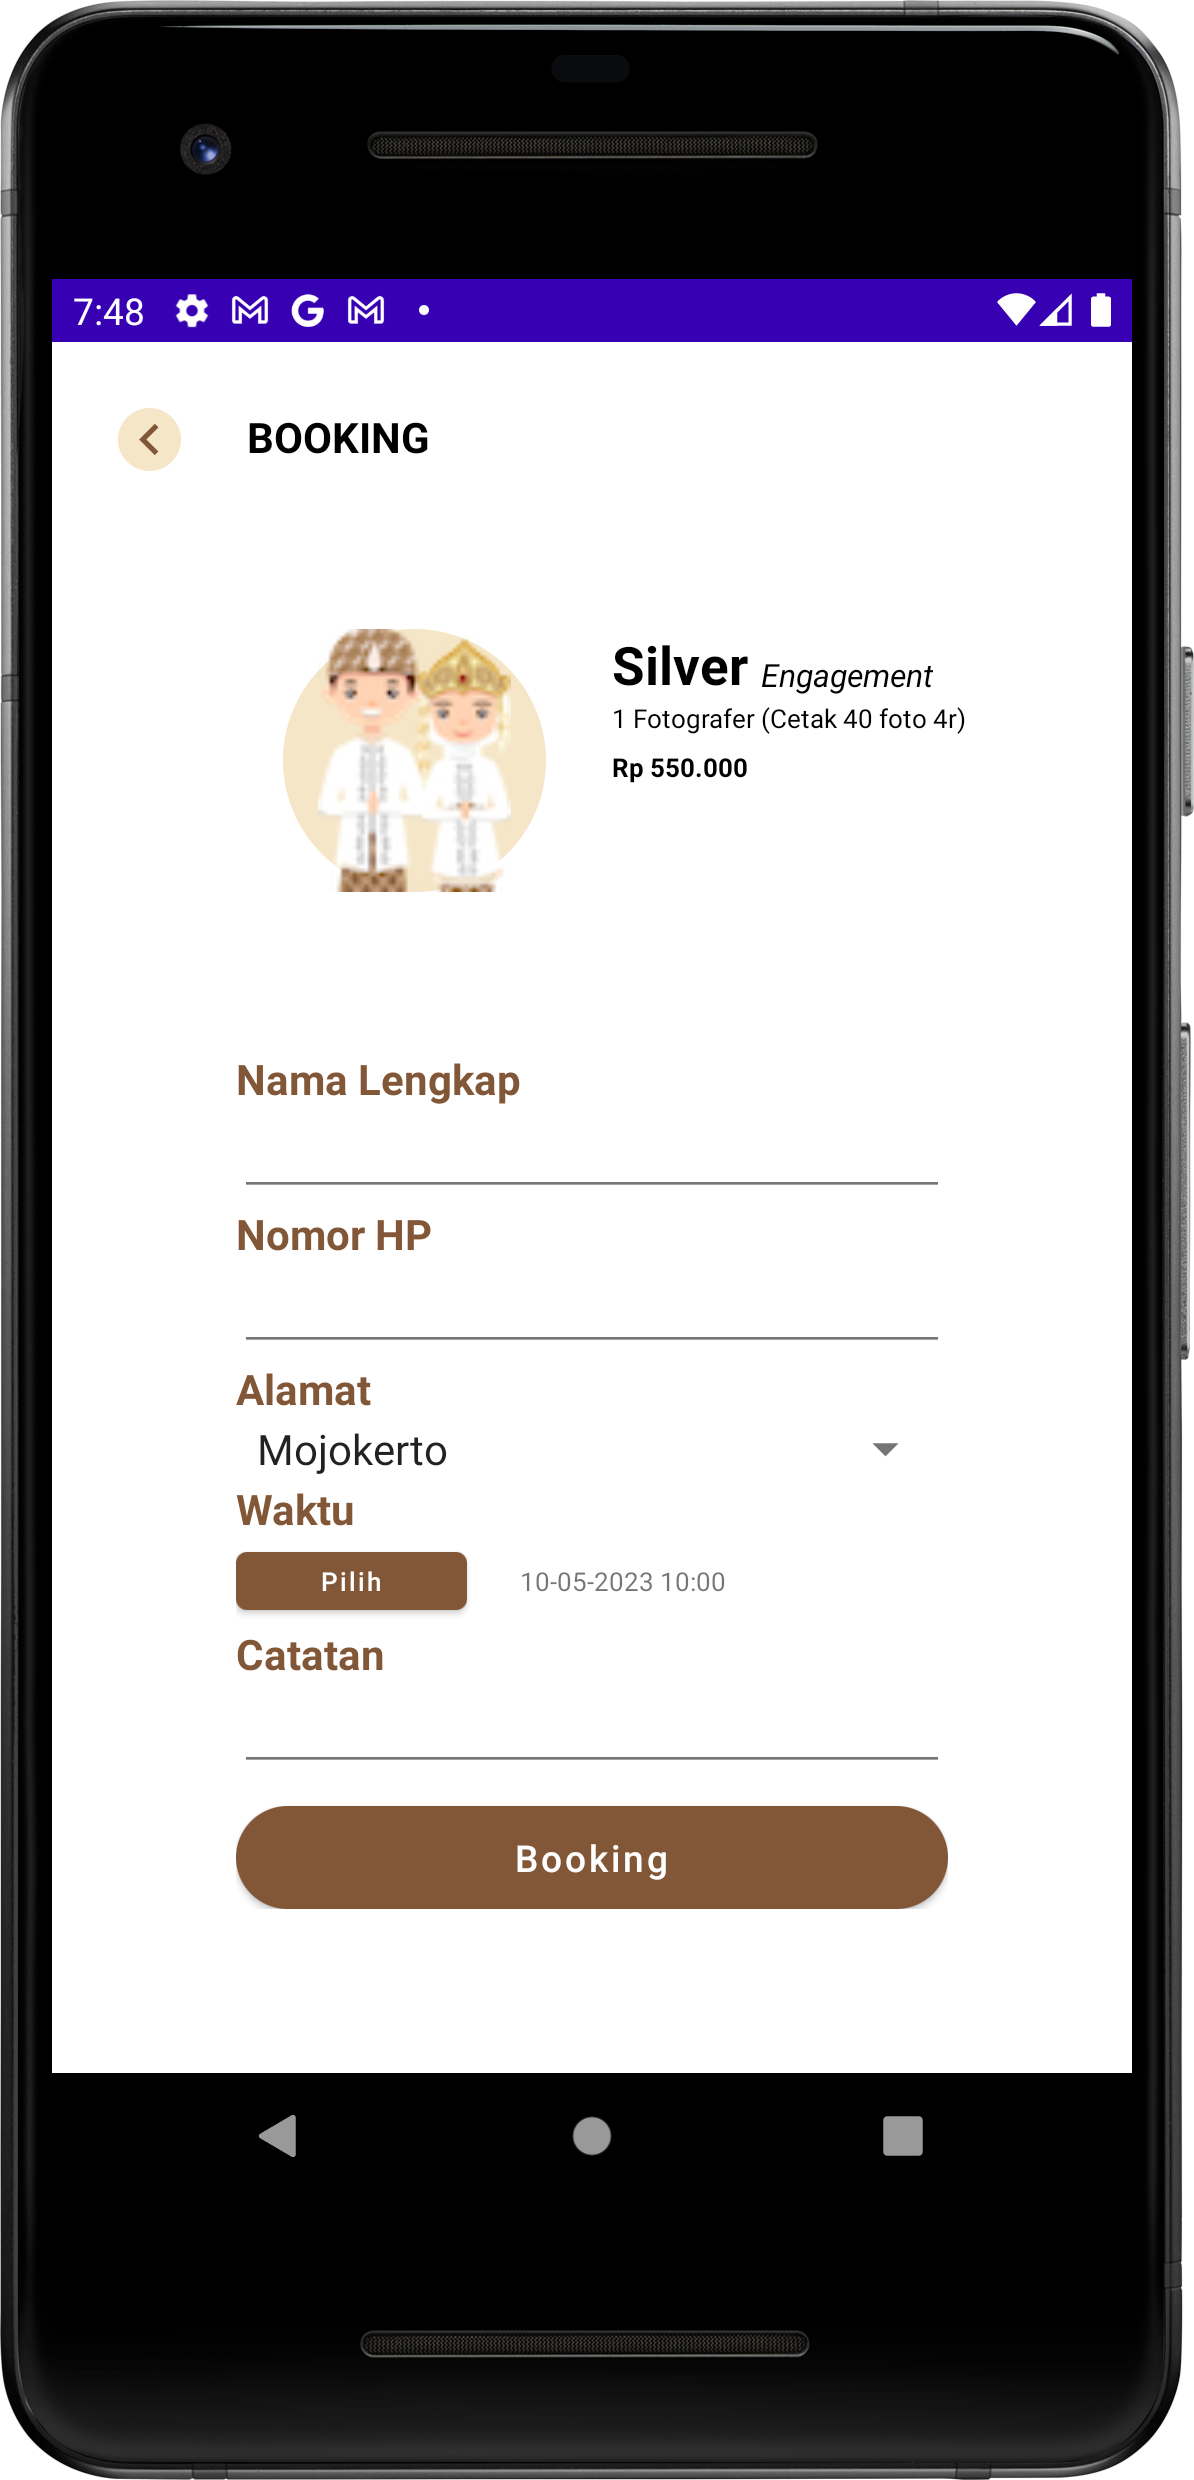 7:48
BOOKING
Silver Engagement
1 Fotografer (Cetak 40 foto 4r)
Rp 550.000
Nama Lengkap
Nomor HP
Alamat
Mojokerto
Waktu
Pilih 10-05-2023 10:00
Catatan
Booking